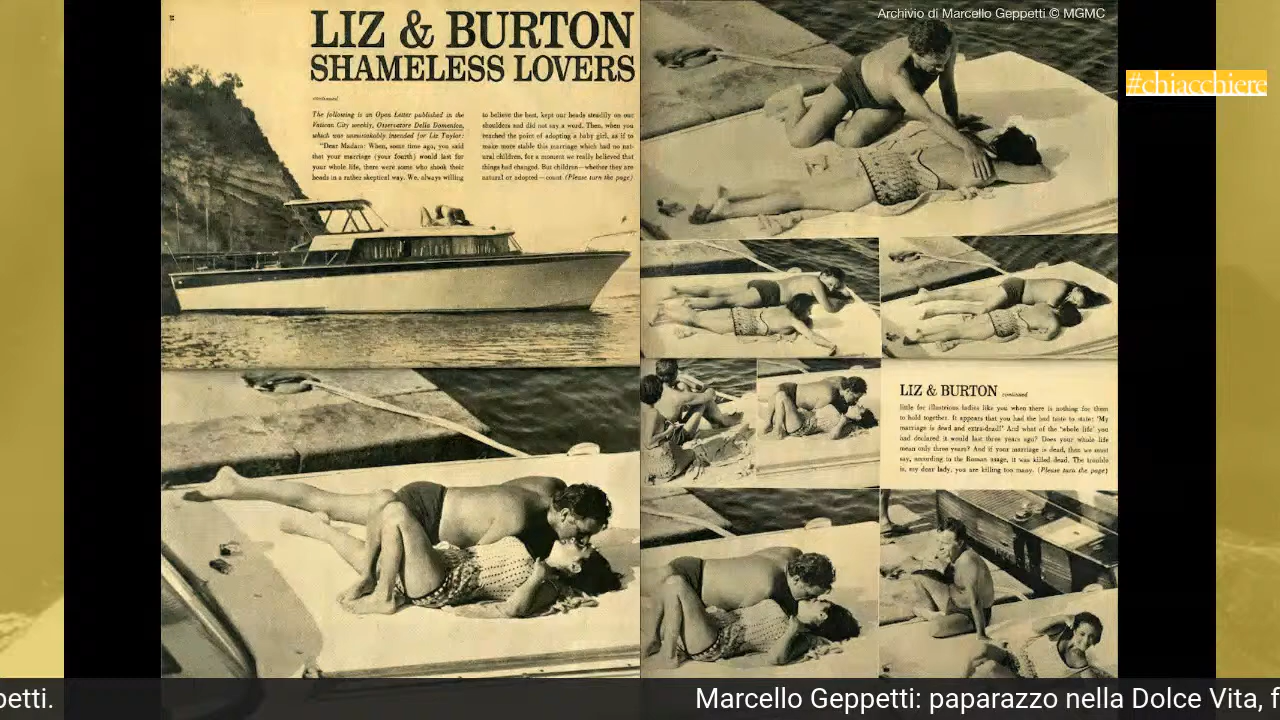 Archivio di Marcello Geppetti © MGMC
#chiacchiere
LIZ & BURTON
SHAMELESS LOVERS
continued
The following is an Open Letter published in the
Vatican City weekly, Osservatore Della Domenica,
which was unmistakably intended for Liz Taylor:
"Dear Madam: When, some time ago, you said
that your marriage (your fourth) would last for
your whole life, there were some who shook their
heads in a rather skeptical way. We, always willing
to believe the best, kept our heads steadily on our
shoulders and did not say a word. Then, when you
reached the point of adopting a baby girl, as if to
make more stable this marriage which had no nat-
ural children, for a moment we really believed that
things had changed. But children—whether they are
natural or adopted—count (Please turn the page)
LIZ & BURTON continued
little for illustrious ladies like you when there is nothing for them
to hold together. It appears that you had the bad taste to state: 'My
marriage is dead and extra-dead!' And what of the 'whole life' you
had declared it would last three years ago? Does your whole life
mean only three years? And if your marriage is dead, then we must
say, according to the Roman usage, it was killed dead. The trouble
is, my dear lady, you are killing too many. (Please turn the page)
petti.
Marcello Geppetti: paparazzo nella Dolce Vita, f